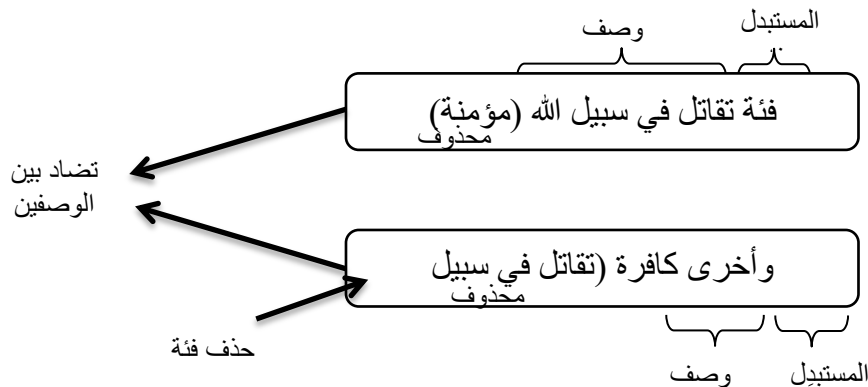 المستبدل
وصف
فئة تقاتل في سبيل الله (مؤمنة)
محذوف
تضاد بين
الوصفين
وأخرى كافرة (تقاتل في سبيل
محذوف
حذف فئة
المستبدِل
وصف